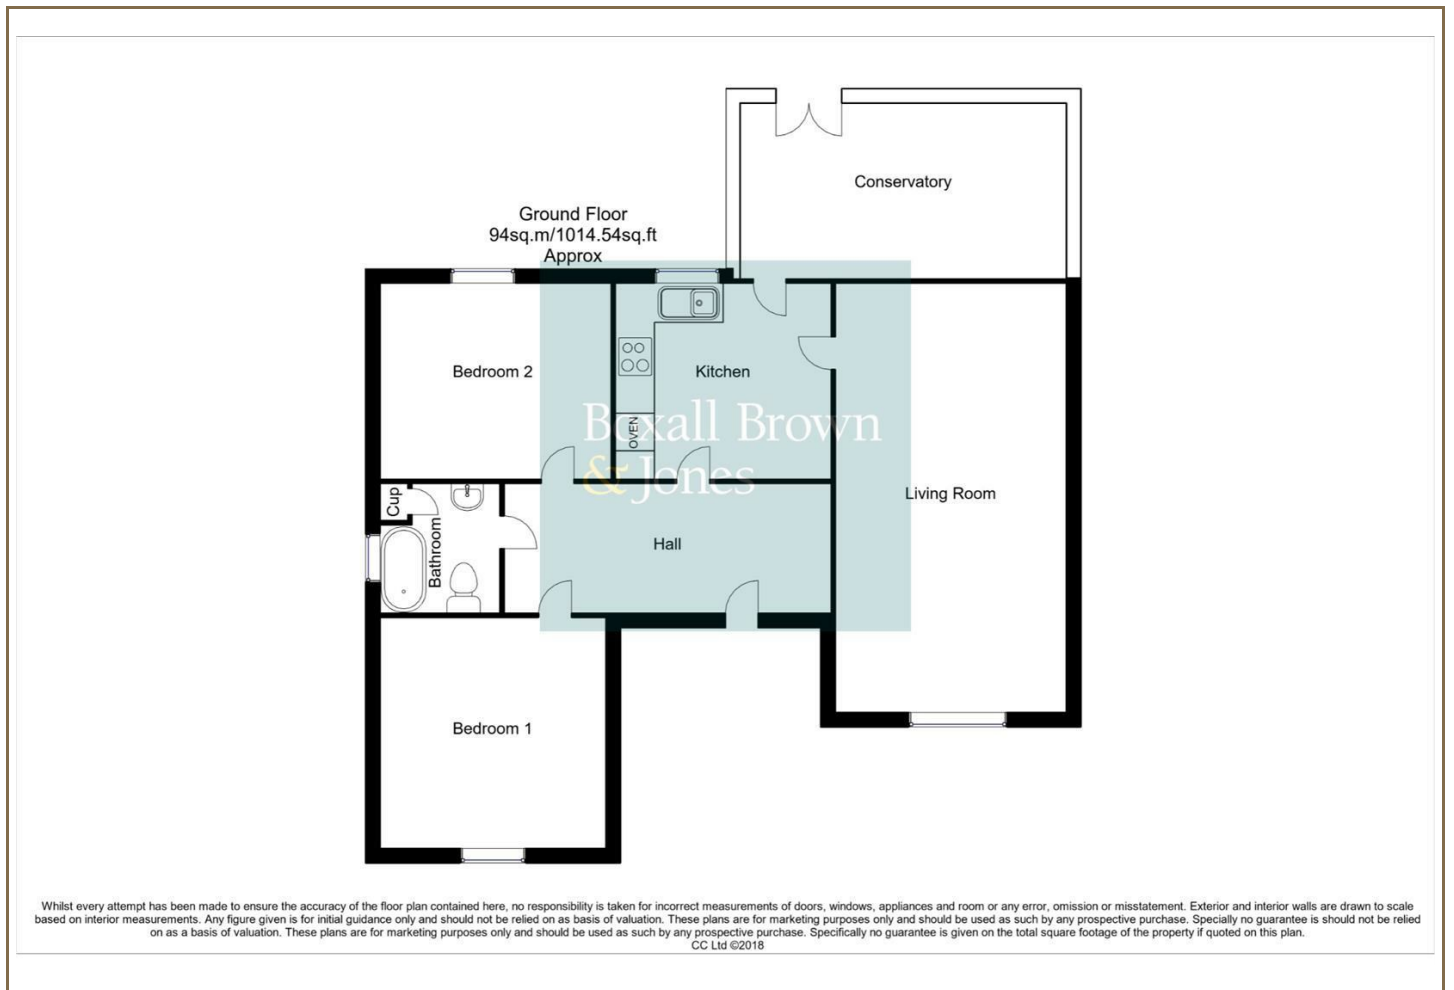 Conservatory
Ground Floor
94sq.m/1014.54sq.ft
Approx
Bedroom 2
Kitchen
OVEN
Boxall Brown
& Jones
Cup
Bathroom
Living Room
Hall
Bedroom 1
Whilst every attempt has been made to ensure the accuracy of the floor plan contained here, no responsibility is taken for incorrect measurements of doors, windows, appliances and room or any error, omission or misstatement. Exterior and interior walls are drawn to scale
based on interior measurements. Any figure given is for initial guidance only and should not be relied on as basis of valuation. These plans are for marketing purposes only and should be used as such by any prospective purchase. Specially no guarantee is should not be relied
on as a basis of valuation. These plans are for marketing purposes only and should be used as such by any prospective purchase. Specifically no guarantee is given on the total square footage of the property if quoted on this plan.
CC Ltd ©2018